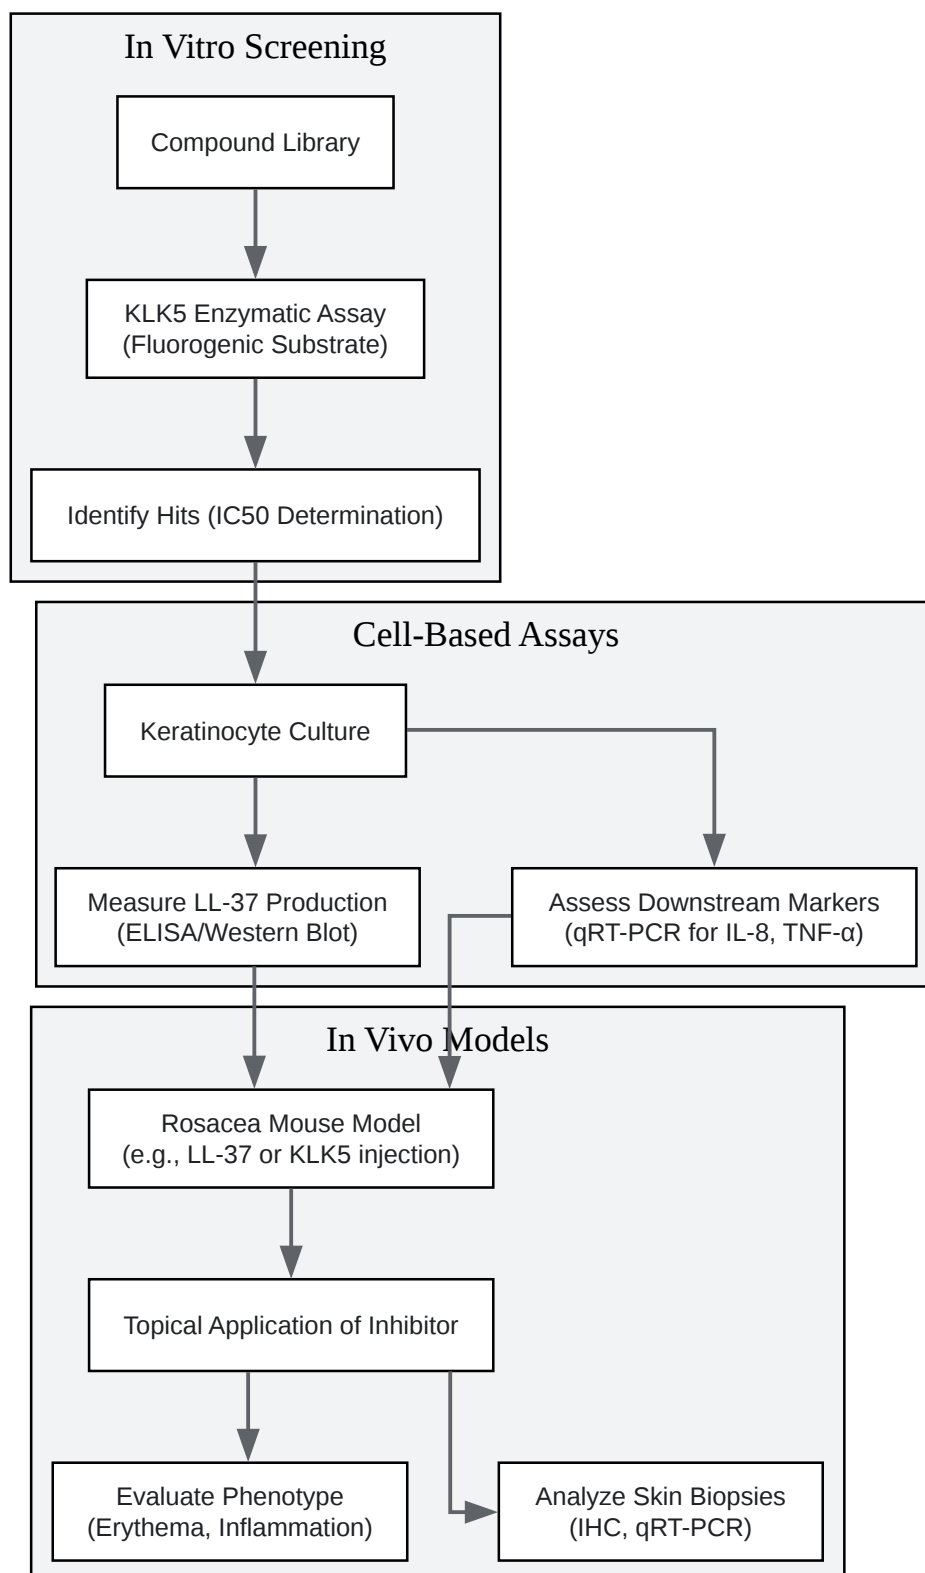 In Vitro Screening
Compound Library
KLK5 Enzymatic Assay
(Fluorogenic Substrate)
Identify Hits (IC50 Determination)
Cell-Based Assays
Keratinocyte Culture
Measure LL-37 Production
(ELISA/Western Blot)
Assess Downstream Markers
(qRT-PCR for IL-8, TNF-α)
In Vivo Models
Rosacea Mouse Model
(e.g., LL-37 or KLK5 injection)
Topical Application of Inhibitor
Evaluate Phenotype
(Erythema, Inflammation)
Analyze Skin Biopsies
(IHC, qRT-PCR)